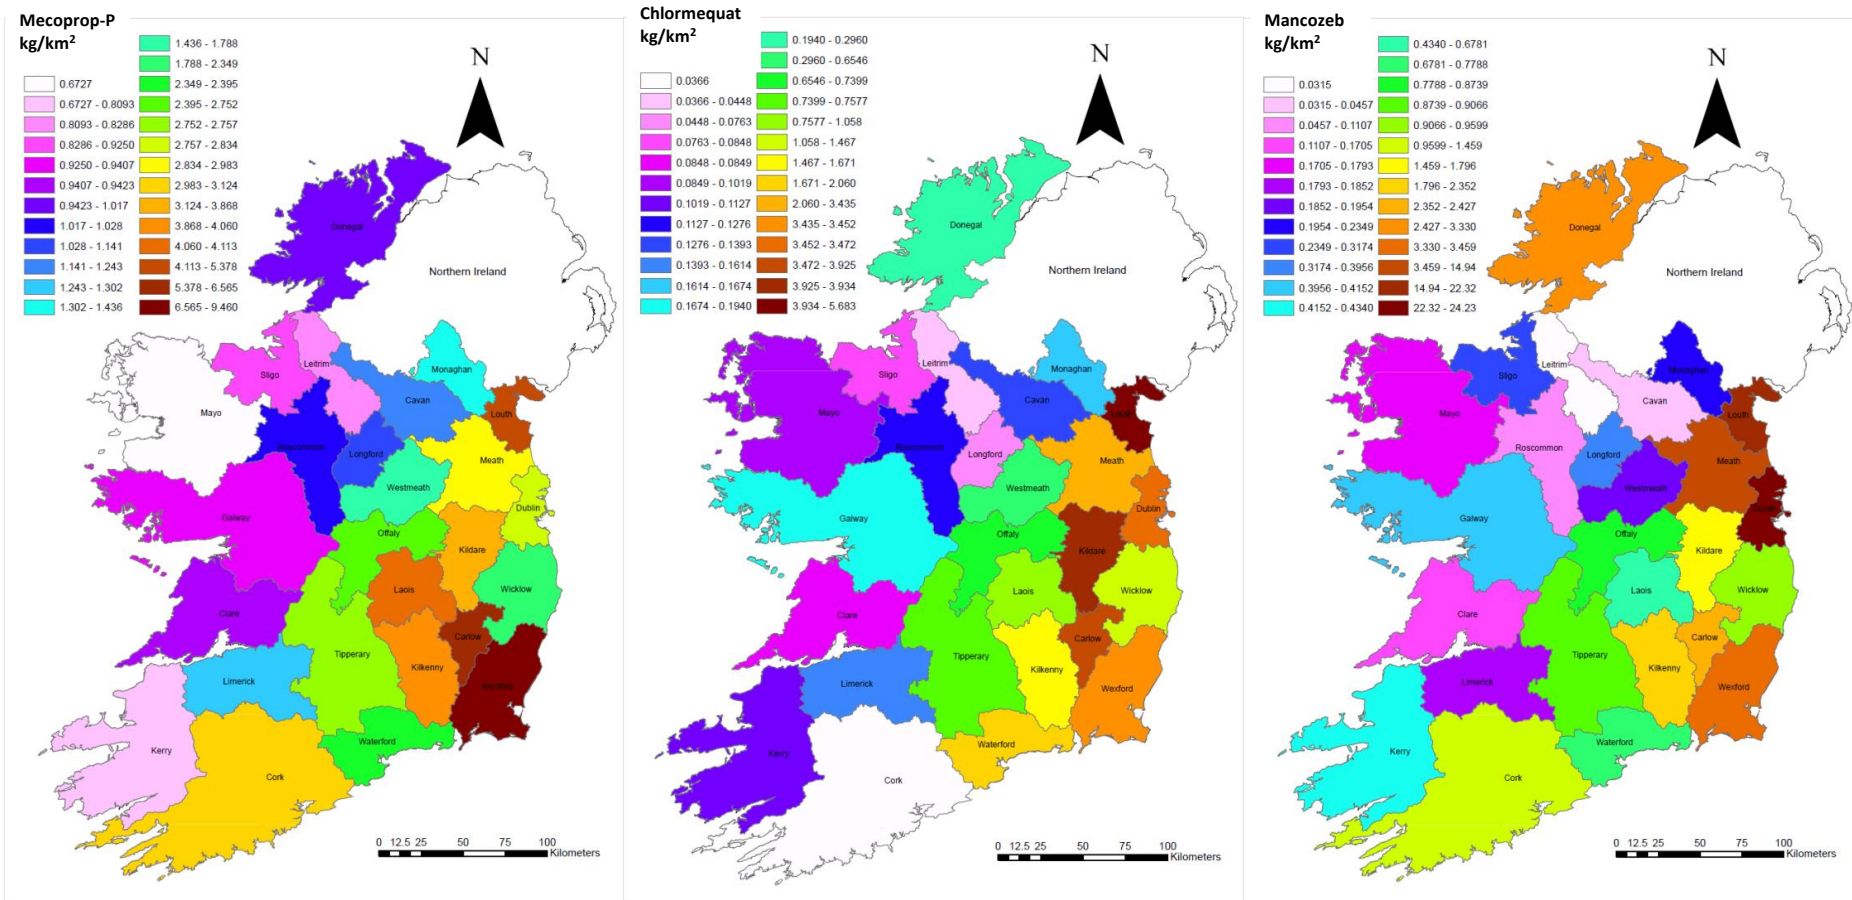 Mecoprop-P
kg/km2
0.6727
0.6727 - 0.8093
0.8093 - 0.8286
0.8286 - 0.9250
0.9250 - 0.9407
0.9407 - 0.9423
0.9423 - 1.017
1.017 - 1.028
1.028 - 1.141
1.141 - 1.243
1.243 - 1.302
1.302 - 1.436
1.436 - 1.788
1.788 - 2.349
2.349 - 2.395
2.395 - 2.752
2.752 - 2.757
2.757 - 2.834
2.834 - 2.983
2.983 - 3.124
3.124 - 3.868
3.868 - 4.060
4.060 - 4.113
4.113 - 5.378
5.378 - 6.565
6.565 - 9.460
N
Donegal
Northern Ireland
Leitrim
Monaghan
Sligo
Cavan
Mayo
Louth
Roscommon
Longford
Meath
Westmeath
Dublin
Galway
Offaly
Kildare
Laois
Wicklow
Clare
Carlow
Tipperary
Kilkenny
Limerick
Wexford
Waterford
Kerry
Cork
0 12.5 25 50 75 100
Kilometers
Chlormequat
kg/km2
0.0366
0.0366 - 0.0448
0.0448 - 0.0763
0.0763 - 0.0848
0.0848 - 0.0849
0.0849 - 0.1019
0.1019 - 0.1127
0.1127 - 0.1276
0.1276 - 0.1393
0.1393 - 0.1614
0.1614 - 0.1674
0.1674 - 0.1940
0.1940 - 0.2960
0.2960 - 0.6546
0.6546 - 0.7399
0.7399 - 0.7577
0.7577 - 1.058
1.058 - 1.467
1.467 - 1.671
1.671 - 2.060
2.060 - 3.435
3.435 - 3.452
3.452 - 3.472
3.472 - 3.925
3.925 - 3.934
3.934 - 5.683
N
Donegal
Northern Ireland
Leitrim
Monaghan
Sligo
Cavan
Mayo
Louth
Roscommon
Longford
Meath
Westmeath
Dublin
Galway
Offaly
Kildare
Laois
Wicklow
Clare
Carlow
Tipperary
Kilkenny
Limerick
Wexford
Waterford
Kerry
Cork
0 12.5 25 50 75 100
Kilometers
Mancozeb
kg/km2
0.0315
0.0315 - 0.0457
0.0457 - 0.1107
0.1107 - 0.1705
0.1705 - 0.1793
0.1793 - 0.1852
0.1852 - 0.1954
0.1954 - 0.2349
0.2349 - 0.3174
0.3174 - 0.3956
0.3956 - 0.4152
0.4152 - 0.4340
0.4340 - 0.6781
0.6781 - 0.7788
0.7788 - 0.8739
0.8739 - 0.9066
0.9066 - 0.9599
0.9599 - 1.459
1.459 - 1.796
1.796 - 2.352
2.352 - 2.427
2.427 - 3.330
3.330 - 3.459
3.459 - 14.94
14.94 - 22.32
22.32 - 24.23
N
Donegal
Northern Ireland
Leitrim
Monaghan
Sligo
Cavan
Mayo
Louth
Roscommon
Longford
Meath
Westmeath
Dublin
Galway
Offaly
Kildare
Laois
Wicklow
Clare
Carlow
Tipperary
Kilkenny
Limerick
Wexford
Waterford
Kerry
Cork
0 12.5 25 50 75 100
Kilometers